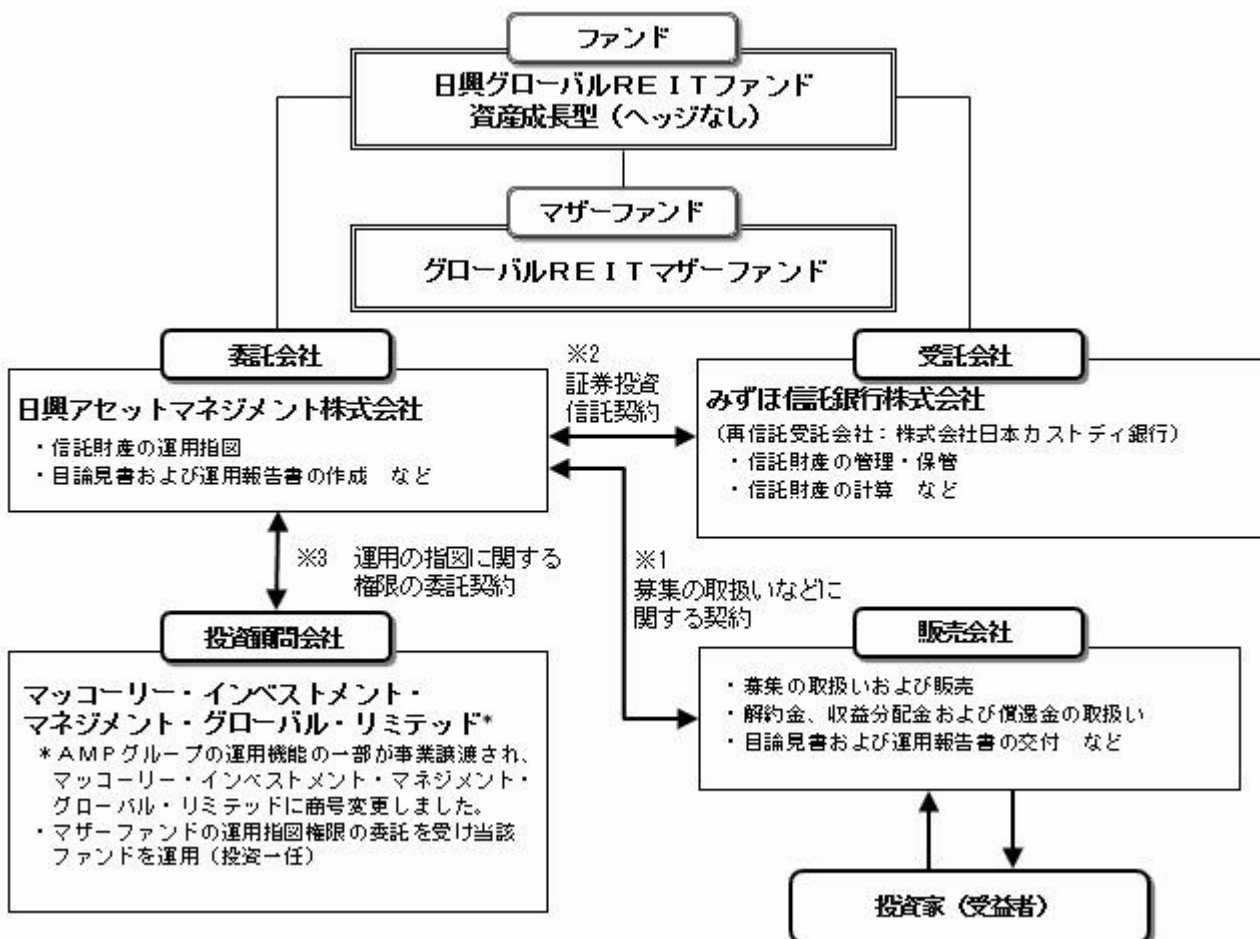 ファンド
日興グローバルＲＥＩＴファンド
資産成長型（ヘッジなし）
マザーファンド
グローバルＲＥＩＴマザーファンド
委託会社
日興アセットマネジメント株式会社
・信託財産の運用指図
・目論見書および運用報告書の作成　など
※2
証券投資
信託契約
受託会社
みずほ信託銀行株式会社
（再信託受託会社：株式会社日本カストディ銀行）
・信託財産の管理・保管
・信託財産の計算　など
※3　運用の指図に関する
権限の委託契約
※1
募集の取扱いなどに
関する契約
投資顧問会社
マッコーリー・インベストメント・
マネジメント・グローバル・リミテッド*
*ＡＭＰグループの運用機能の一部が事業譲渡され、
マッコーリー・インベストメント・マネジメント・
グローバル・リミテッドに商号変更しました。
・マザーファンドの運用指図権限の委託を受け当該
ファンドを運用（投資一任）
販売会社
・募集の取扱いおよび販売
・解約金、収益分配金および償還金の取扱い
・目論見書および運用報告書の交付　など
投資家（受益者）